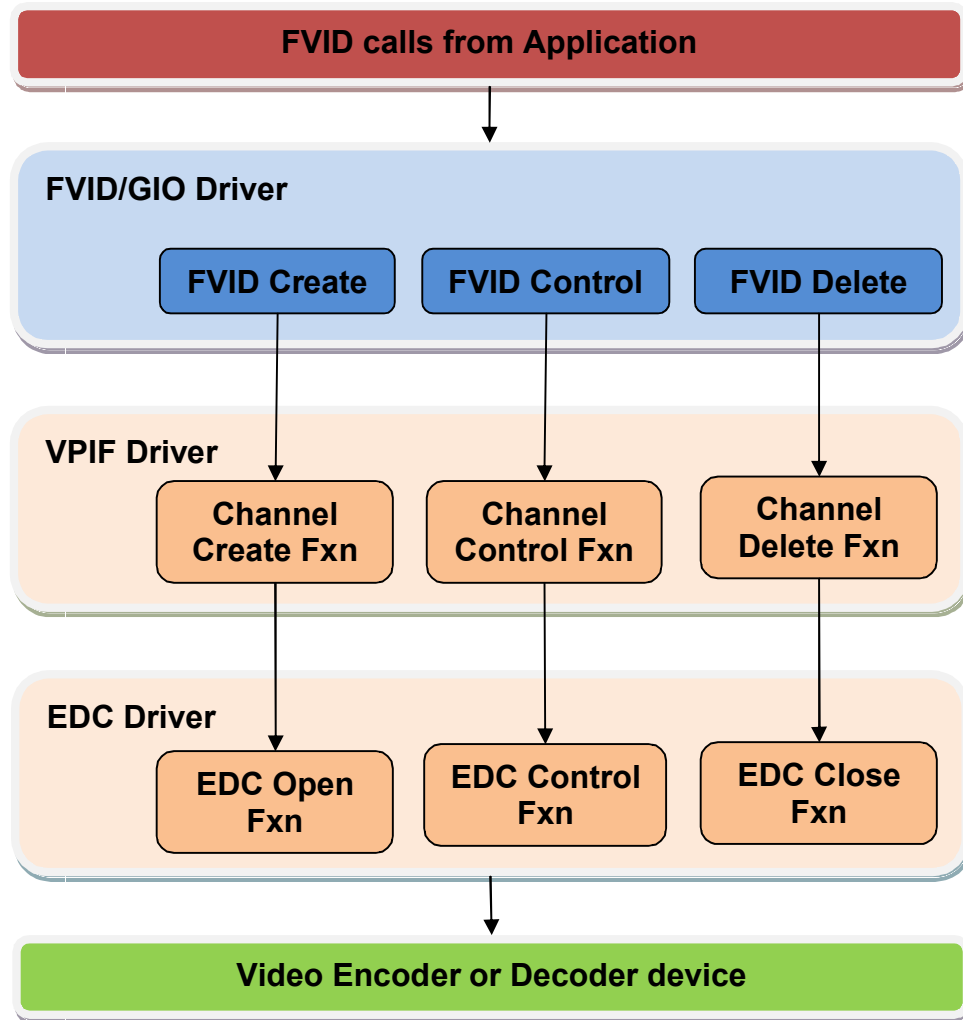 FVID calls from Application
FVID/GIO Driver
FVID Create
FVID Control
FVID Delete
VPIF Driver
Channel
Create Fxn
Channel
Control Fxn
Channel
Delete Fxn
EDC Driver
EDC Open
Fxn
EDC Control
Fxn
EDC Close
Fxn
Video Encoder or Decoder device